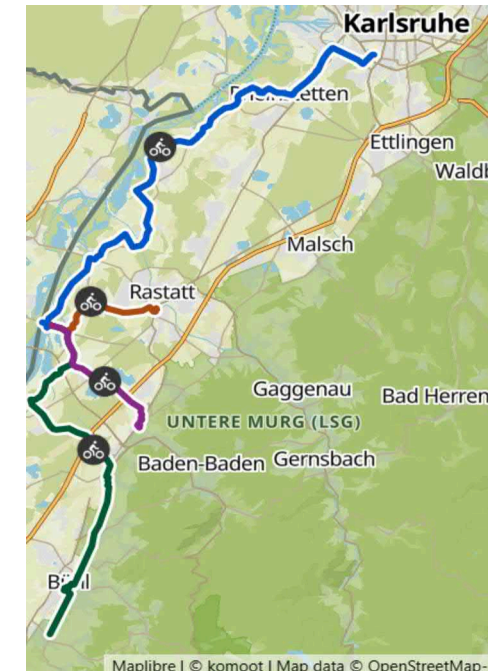 Karlsruhe
Ettlingen
Malsch
Rastatt
Gaggenau
Bad Herren
UNTERE MURG (LSG)
Baden-Baden
Gernsbach
Maplibre | © komoot | Map data © OpenStreetMap